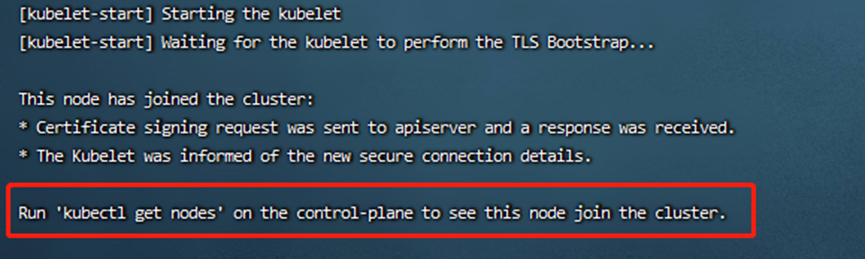 [kubelet-start] Starting the kubelet
[kubelet-start] Waiting for the kubelet to perform the TLS Bootstrap...
This node has joined the cluster:
* Certificate signing request was sent to apiserver and a response was received.
* The Kubelet was informed of the new secure connection details.
Run 'kubectl get nodes' on the control-plane to see this node join the cluster.